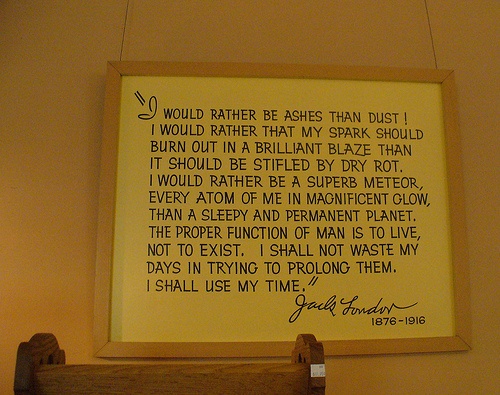 "I WOULD RATHER BE ASHES THAN DUST!
I WOULD RATHER THAT MY SPARK SHOULD
BURN OUT IN A BRILLIANT BLAZE THAN
IT SHOULD BE STIFLED BY DRY ROT.
I WOULD RATHER BE A SUPERB METEOR,
EVERY ATOM OF ME IN MAGNIFICENT GLOW,
THAN A SLEEPY AND PERMANENT PLANET.
THE PROPER FUNCTION OF MAN IS TO LIVE,
NOT TO EXIST. I SHALL NOT WASTE MY
DAYS IN TRYING TO PROLONG THEM.
I SHALL USE MY TIME."
Jack London
1876-1916